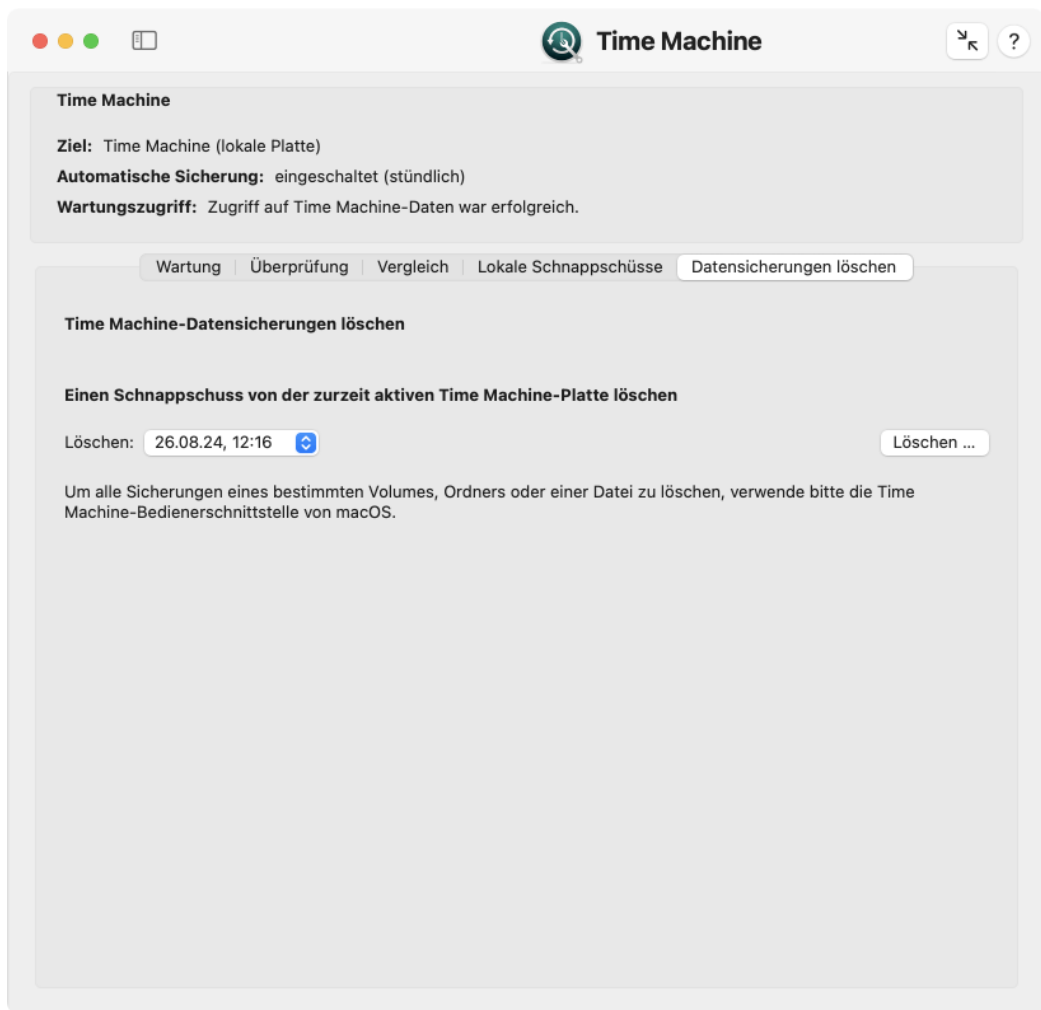 Time Machine
?
Time Machine
Ziel: Time Machine (lokale Platte)
Automatische Sicherung: eingeschaltet (stündlich)
Wartungszugriff: Zugriff auf Time Machine-Daten war erfolgreich.
Wartung Überprüfung Vergleich Lokale Schnappschüsse Datensicherungen löschen
Time Machine-Datensicherungen löschen
Einen Schnappschuss von der zurzeit aktiven Time Machine-Platte löschen
Löschen: 26.08.24, 12:16 Löschen ...
Um alle Sicherungen eines bestimmten Volumes, Ordners oder einer Datei zu löschen, verwende bitte die Time
Machine-Bedienerschnittstelle von macOS.